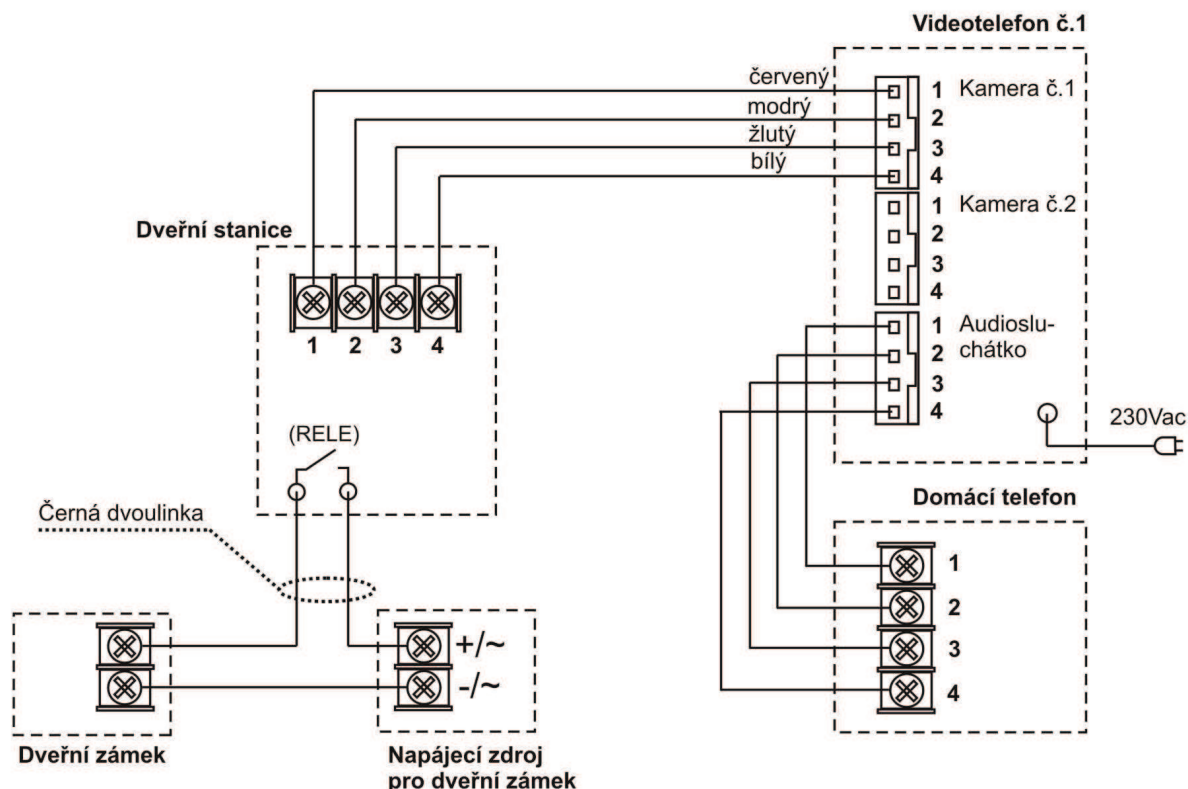 Videotelefon č.1
červený
modrý
žlutý
bílý
1 Kamera č.1
2
3
4
1 Kamera č.2
2
3
4
1 Audioslu-
2 chátko
3
4
230Vac
Dveřní stanice
1 2 3 4
(RELE)
Černá dvoulinka
+/~
-/~
Dveřní zámek
Napájecí zdroj
pro dveřní zámek
Domácí telefon
1
2
3
4